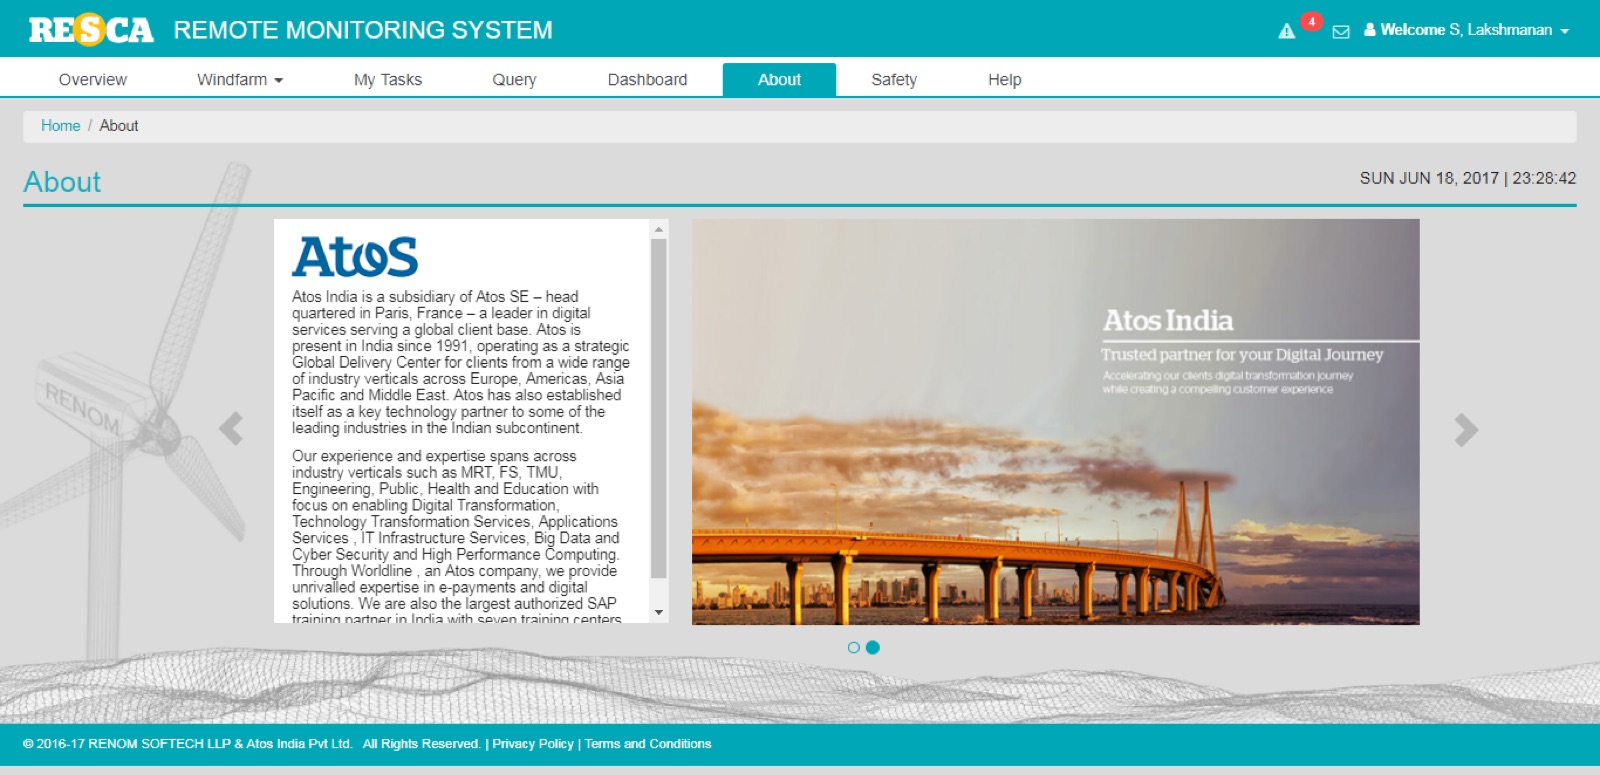 RESCA REMOTE MONITORING SYSTEM
4 Welcome S, Lakshmanan
Overview Windfarm My Tasks Query Dashboard About Safety Help
Home / About
About
SUN JUN 18, 2017 | 23:28:42
RENOM
Atos
Atos India is a subsidiary of Atos SE – head
quartered in Paris, France – a leader in digital
services serving a global client base. Atos is
present in India since 1991, operating as a strategic
Global Delivery Center for clients from a wide range
of industry verticals across Europe, Americas, Asia
Pacific and Middle East. Atos has also established
itself as a key technology partner to some of the
leading industries in the Indian subcontinent.
Our experience and expertise spans across
industry verticals such as MRT, FS, TMU,
Engineering, Public, Health and Education with
focus on enabling Digital Transformation,
Technology Transformation Services, Applications
Services , IT Infrastructure Services, Big Data and
Cyber Security and High Performance Computing.
Through Worldline , an Atos company, we provide
unrivalled expertise in e-payments and digital
solutions. We are also the largest authorized SAP
training partner in India with seven training centers
Atos India
Trusted partner for your Digital Journey
Accelerating our clients digital transformation journey
while creating a compelling customer experience
© 2016-17 RENOM SOFTECH LLP & Atos India Pvt Ltd. All Rights Reserved. | Privacy Policy | Terms and Conditions